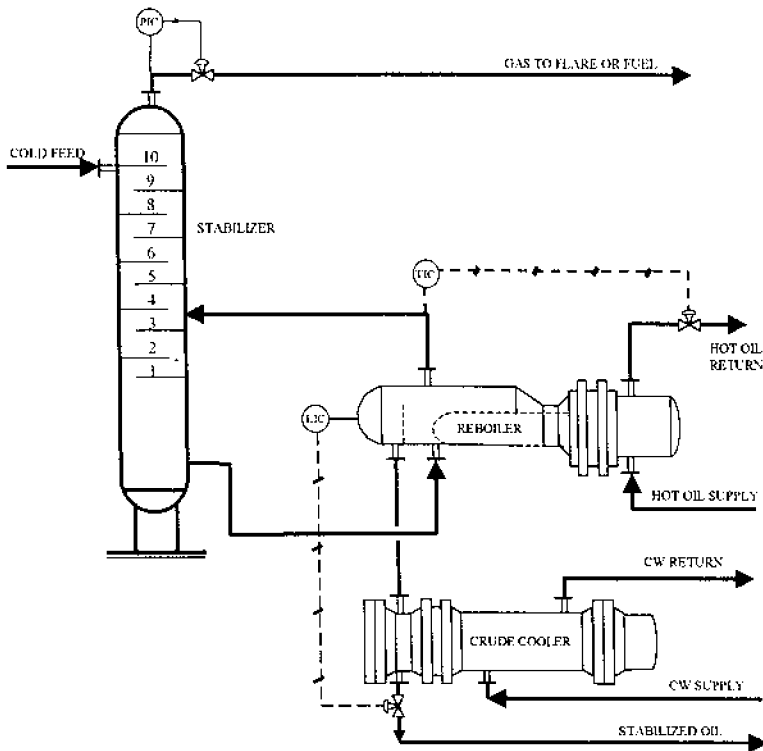 PIC
GAS TO FLARE OR FUEL
COLD FEED
10
9
8
7
6
5
4
3
2
1
STABILIZER
TIC
HOT OIL
RETURN
LIC
REBOILER
HOT OIL SUPPLY
CW RETURN
CRUDE COOLER
CW SUPPLY
STABILIZED OIL